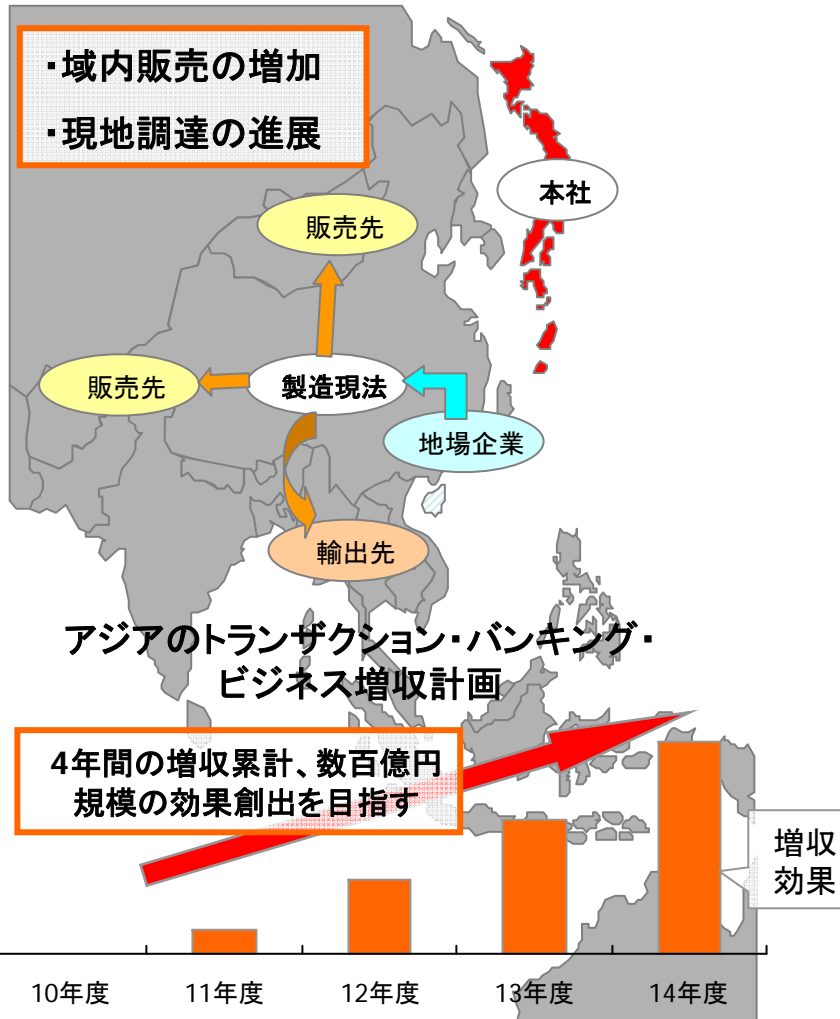 ・域内販売の増加
・現地調達の進展
本社
販売先
販売先
製造現法
地場企業
輸出先
アジアのトランザクション・バンキング・
ビジネス増収計画
4年間の増収累計、数百億円
規模の効果創出を目指す
増収
効果
10年度
11年度
12年度
13年度
14年度